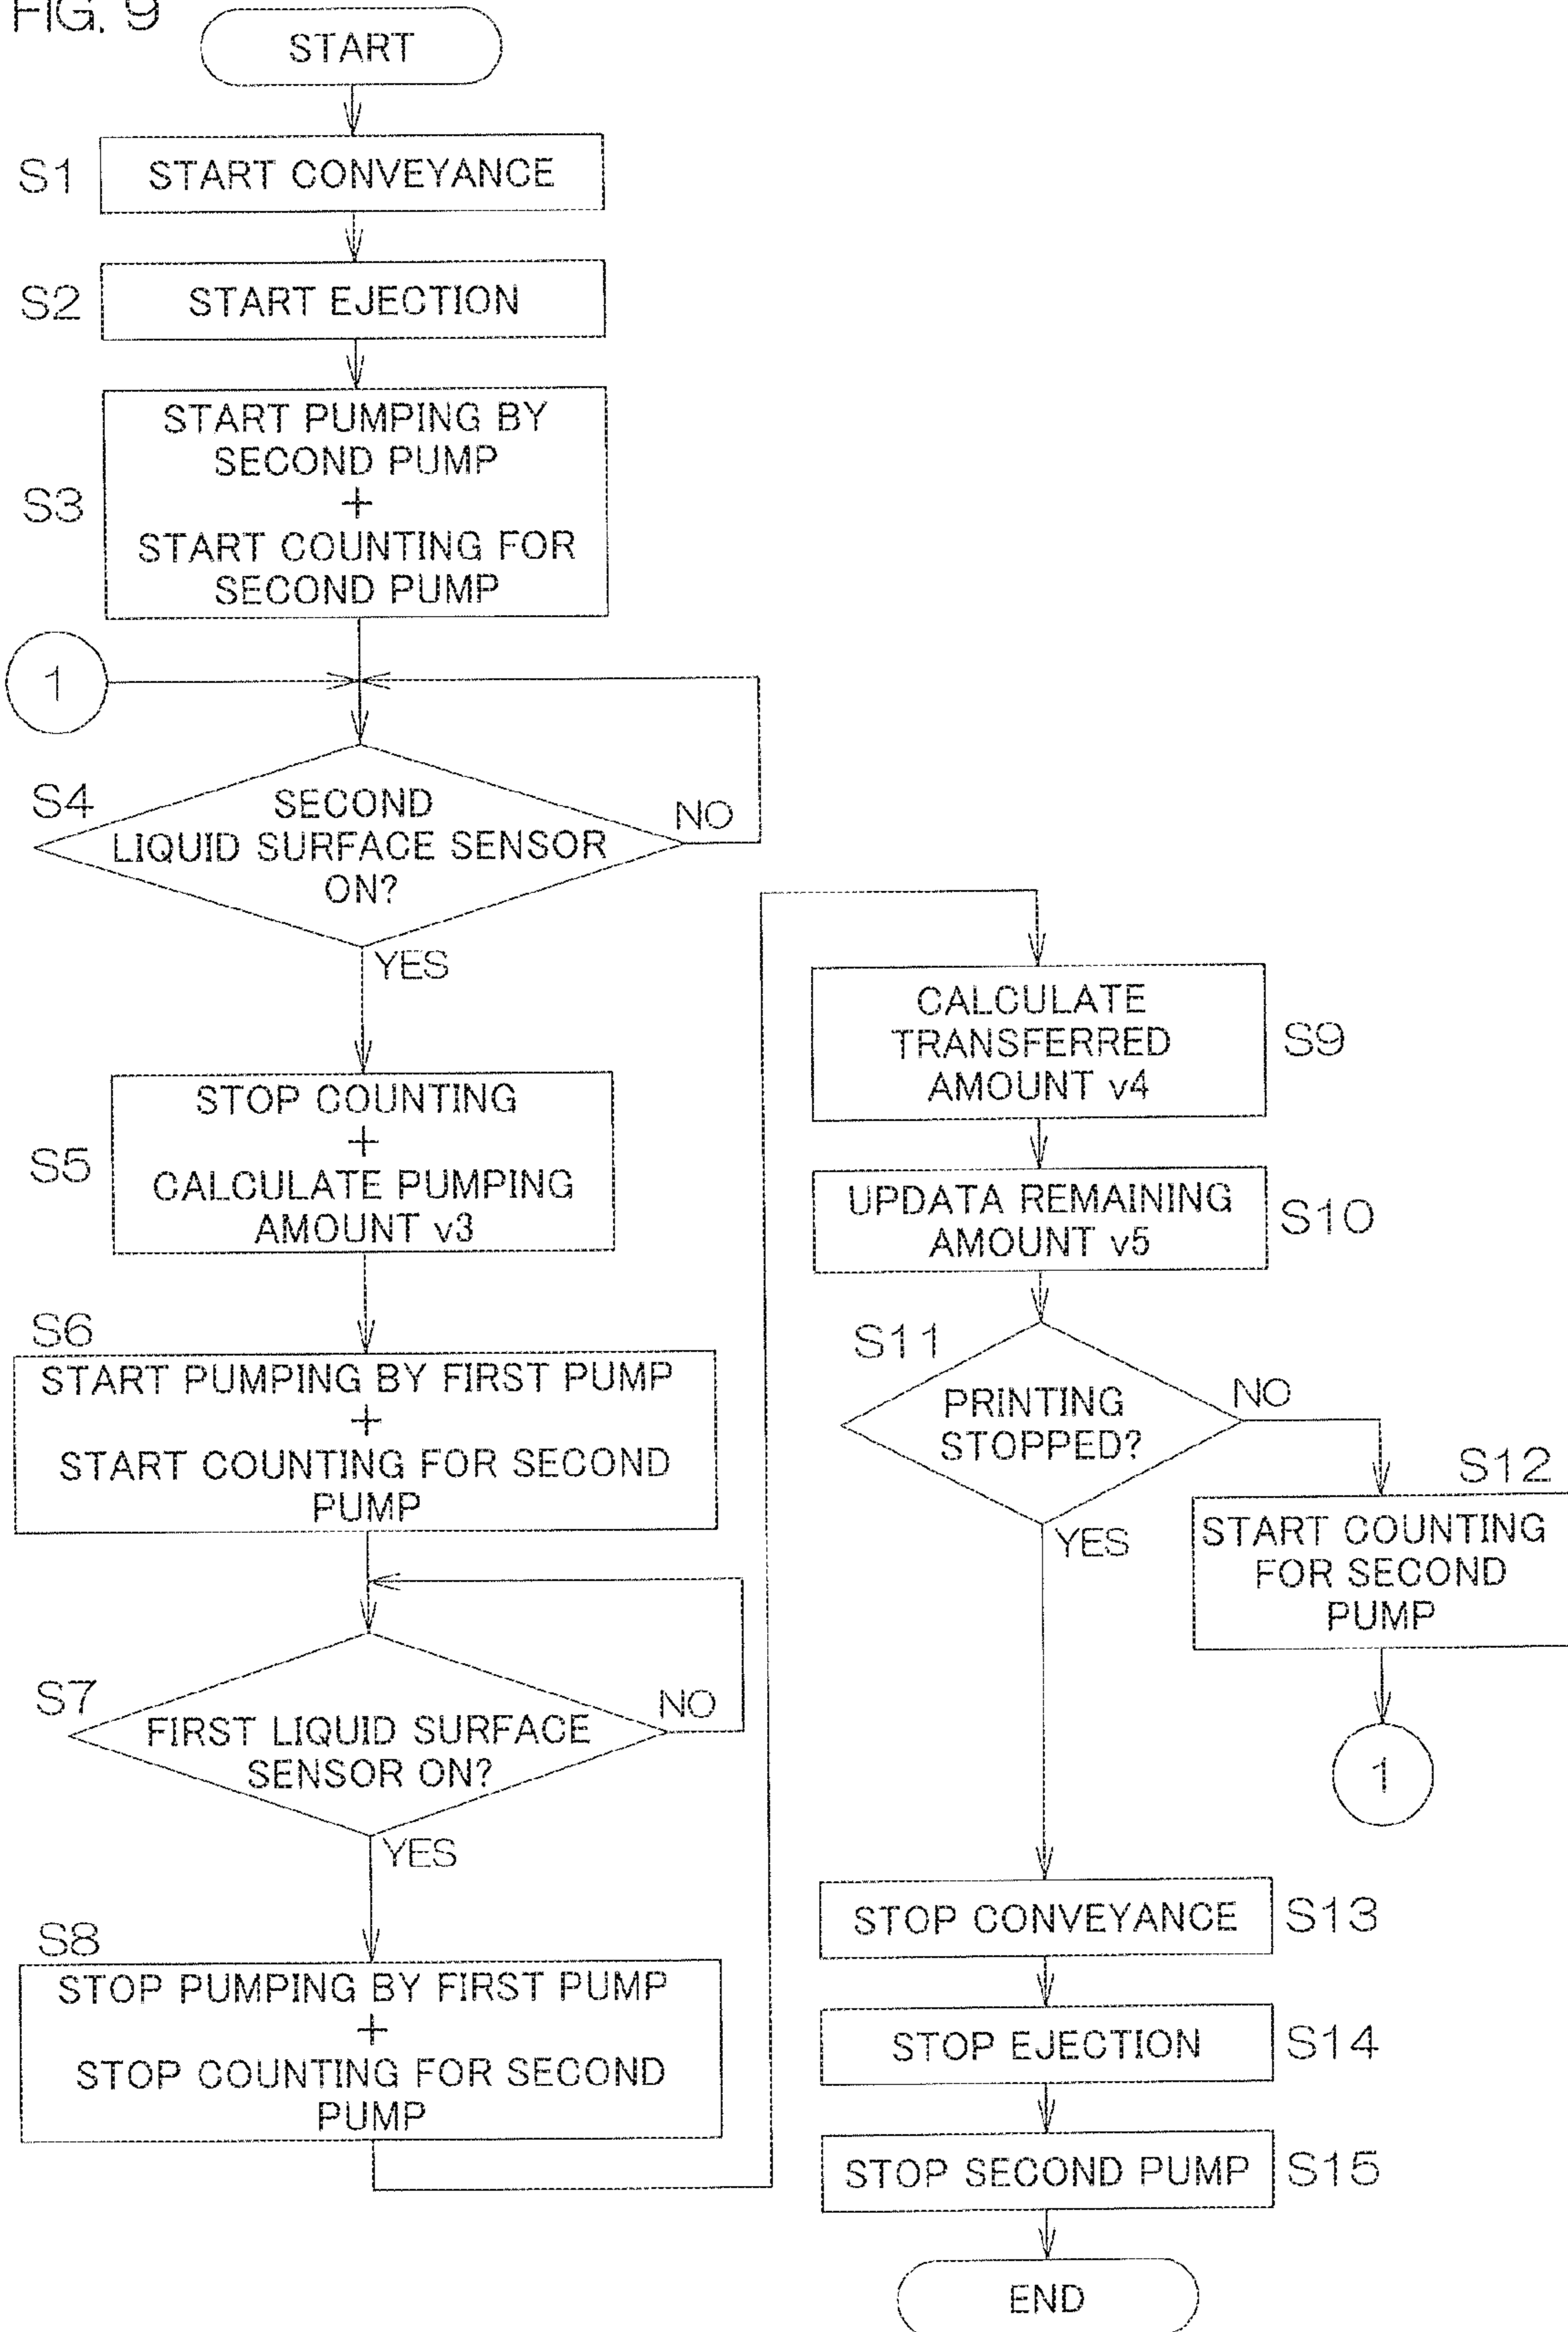 FIG. 9
START
S1
START CONVEYANCE
S2
START EJECTION
S3
START PUMPING BY
SECOND PUMP
+
START COUNTING FOR
SECOND PUMP
1
S4
SECOND
LIQUID SURFACE SENSOR
ON?
NO
YES
S5
STOP COUNTING
+
CALCULATE PUMPING
AMOUNT v3
S6
START PUMPING BY FIRST PUMP
+
START COUNTING FOR SECOND
PUMP
S7
FIRST LIQUID SURFACE
SENSOR ON?
NO
YES
S8
STOP PUMPING BY FIRST PUMP
+
STOP COUNTING FOR SECOND
PUMP
CALCULATE
TRANSFERRED
AMOUNT v4
S9
UPDATA REMAINING
AMOUNT v5
S10
S11
PRINTING
STOPPED?
NO
YES
S12
START COUNTING
FOR SECOND
PUMP
1
STOP CONVEYANCE
S13
STOP EJECTION
S14
STOP SECOND PUMP
S15
END